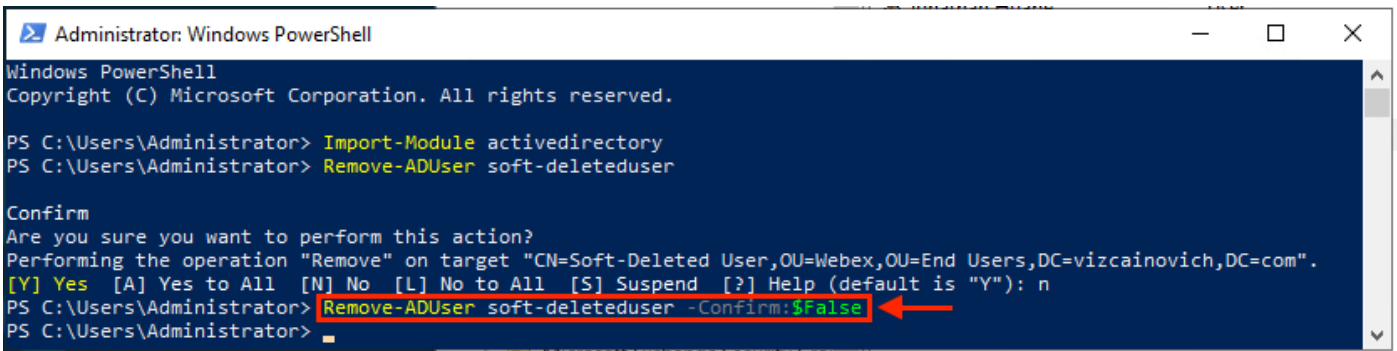 Administrator: Windows PowerShell
Windows PowerShell
Copyright (C) Microsoft Corporation. All rights reserved.
PS C:\Users\Administrator> Import-Module activedirectory
PS C:\Users\Administrator> Remove-ADUser soft-deleteduser
Confirm
Are you sure you want to perform this action?
Performing the operation "Remove" on target "CN=Soft-Deleted User,OU=Webex,OU=End Users,DC=vizcainovich,DC=com".
[Y] Yes  [A] Yes to All  [N] No  [L] No to All  [S] Suspend  [?] Help (default is "Y"): n
PS C:\Users\Administrator> Remove-ADUser soft-deleteduser -Confirm:$False
PS C:\Users\Administrator>